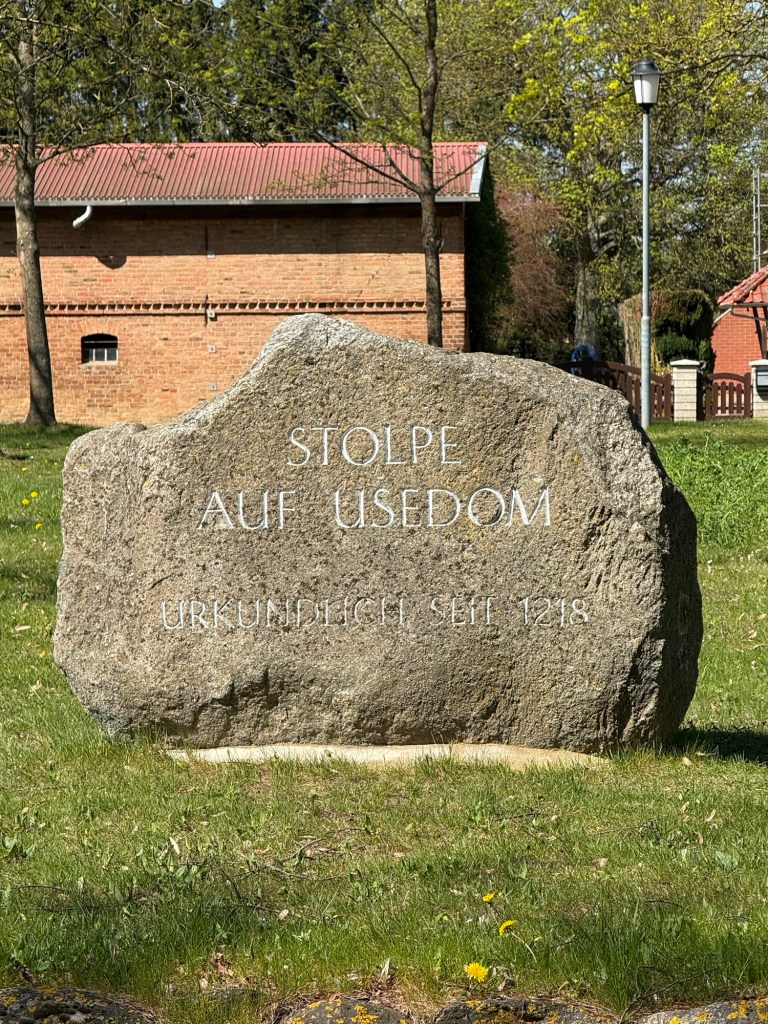 STOLPE
AUF USEDOM
URKUNDLICH SEIT 1218